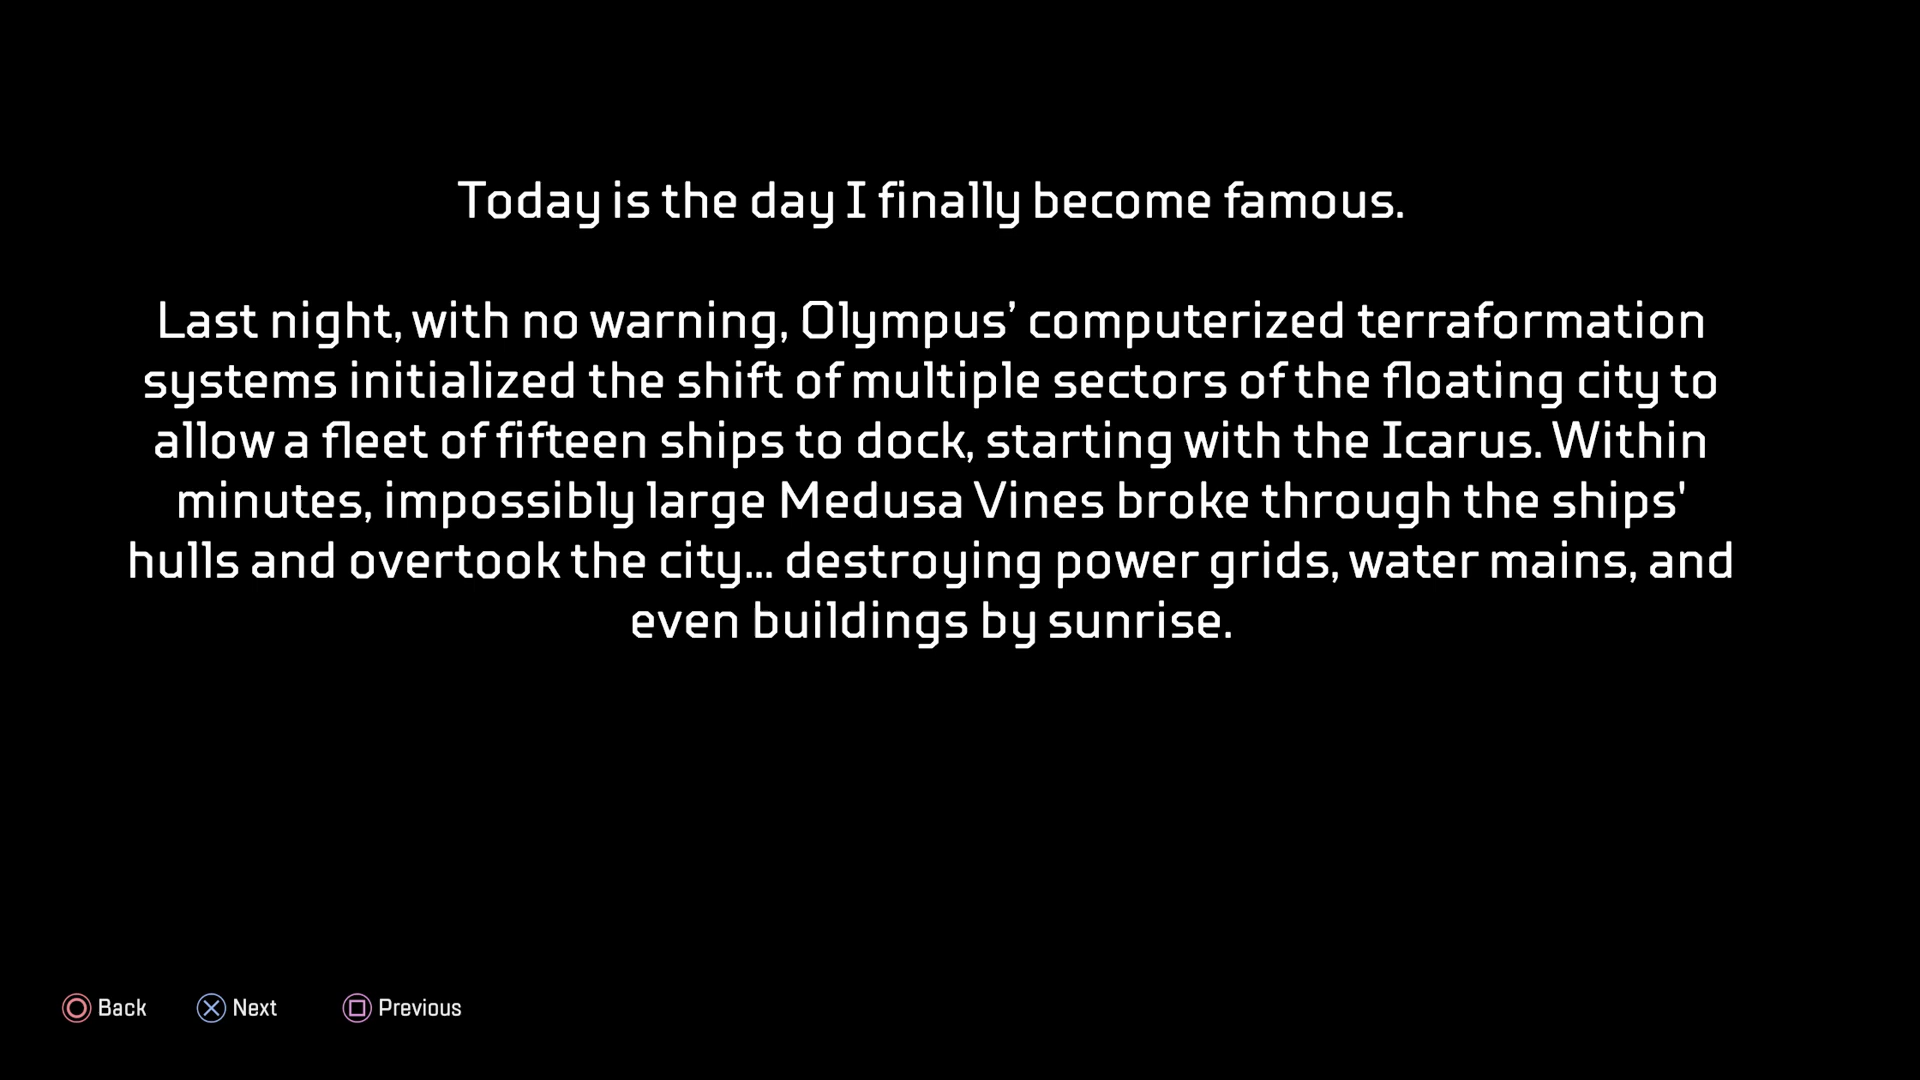 Today is the day I finally become famous.
Last night, with no warning, Olympus’ computerized terraformation
systems initialized the shift of multiple sectors of the floating city to
allow a fleet of fifteen ships to dock, starting with the Icarus. Within
minutes, impossibly large Medusa Vines broke through the ships'
hulls and overtook the city... destroying power grids, water mains, and
even buildings by sunrise.
Back Next Previous